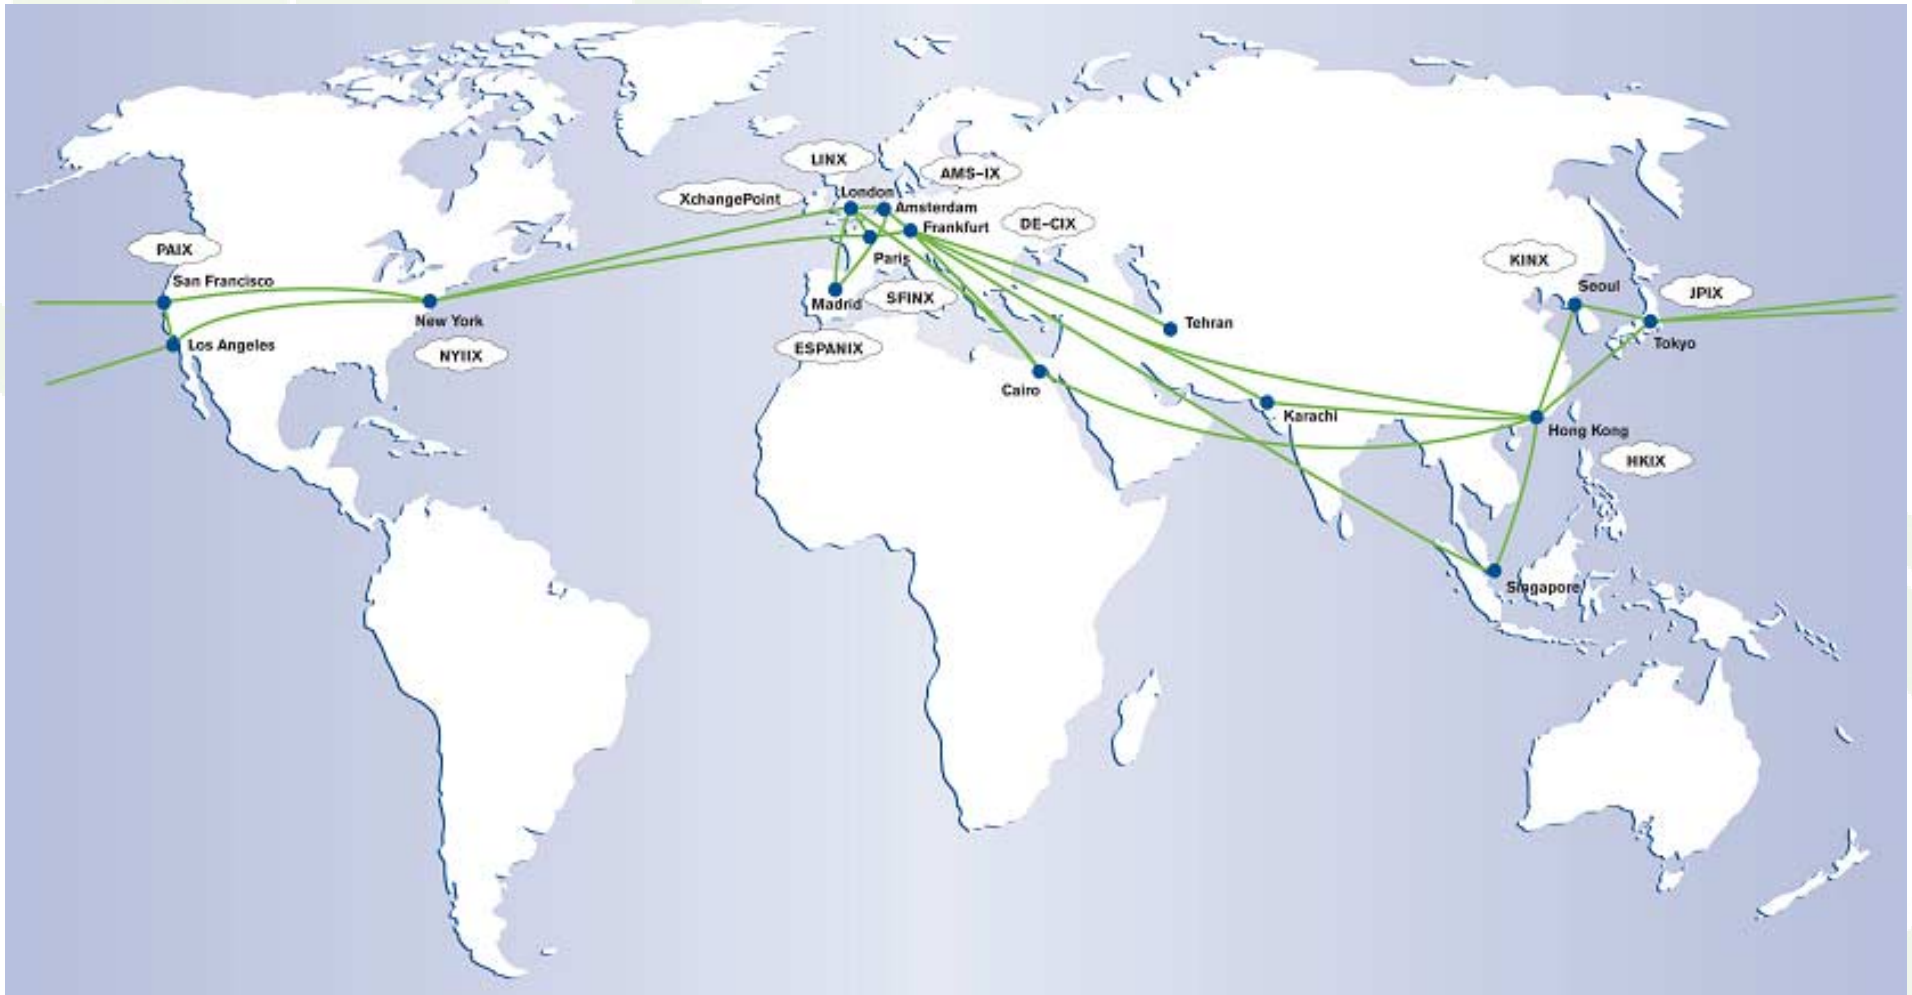 LINX
AMS-IX
XchangePoint
London
Amsterdam
DE-CIX
Frankfurt
PAIX
Paris
KINX
San Francisco
Seoul
JPIX
Madrid
SFINX
New York
Tehran
Los Angeles
NYIIX
ESPANIX
Tokyo
Cairo
Karachi
Hong Kong
HKIX
Singapore